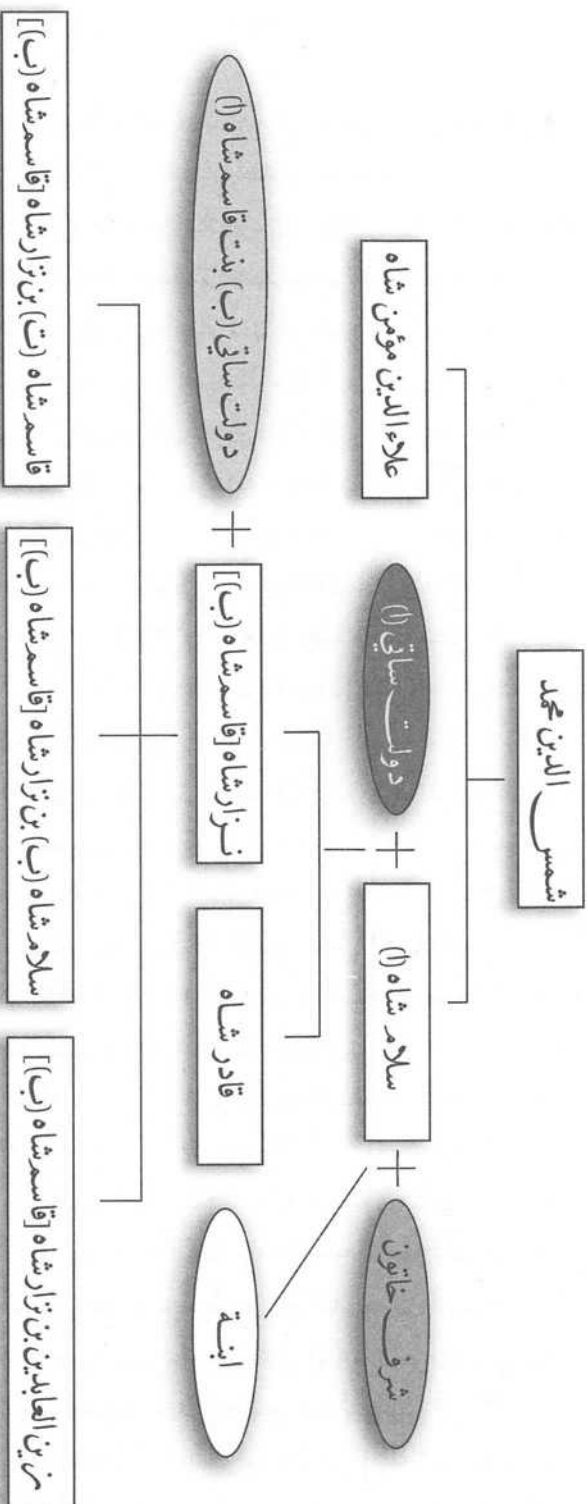 شمس الدين محمد
شرف خاتون + سلام شاه (ا) + دولت ساتي (ا)
علاء الدين مؤمن شاه
ابنة
قادر شاه
نزار شاه [قاسم شاه (ب)] + دولت ساتي (ب) بنت قاسم شاه (ا)
زين العابدين بن نزار شاه [قاسم شاه (ب)]
سلام شاه (ب) بن نزار شاه [قاسم شاه (ب)]
قاسم شاه (ت) بن نزار شاه [قاسم شاه (ب)]